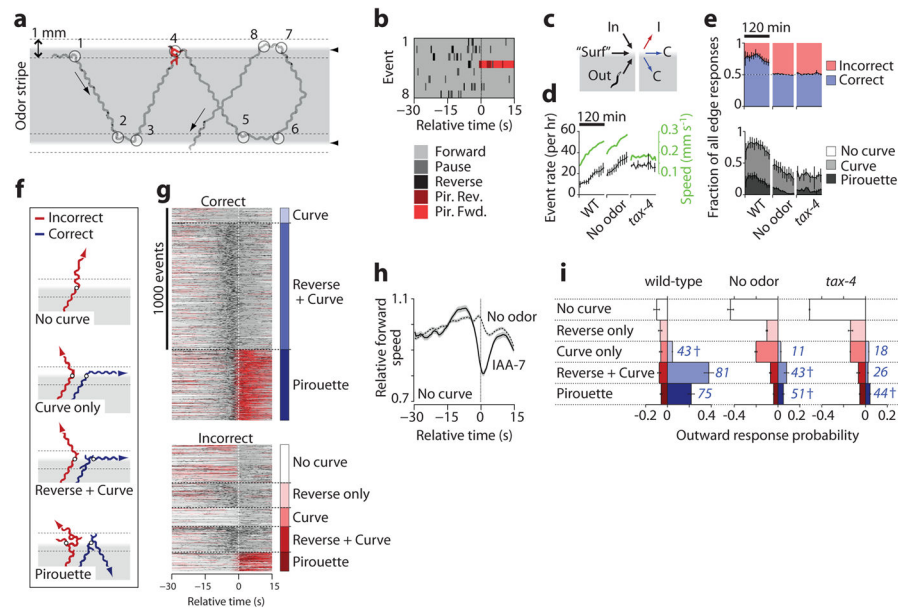 a
1 mm
Odor stripe
1
2
3
4
5
6
7
8
b
Event
1
8
−30
−15
0
15
Relative time (s)
Forward
Pause
Reverse
Pir. Rev.
Pir. Fwd.
c
In
"Surf"
Out
I
C
C
d
120 min
Event rate (per hr)
60
40
20
0
0.3
0.2
0.1
Speed (mm s⁻¹)
WT
No odor
tax-4
e
120 min
Fraction of all edge responses
1
0.5
0
Incorrect
Correct
1
0.5
0
No curve
Curve
Pirouette
WT
No odor
tax-4
f
Incorrect
Correct
No curve
Curve only
Reverse + Curve
Pirouette
g
Correct
1000 events
Curve
Reverse
+ Curve
Pirouette
Incorrect
No curve
Reverse only
Curve
Reverse + Curve
Pirouette
−30
−15
0
15
Relative time (s)
h
Relative forward
speed
1.1
0.7
No odor
IAA-7
No curve
−30
−15
0
15
Relative time (s)
i
wild-type
No odor
tax-4
No curve
Reverse only
Curve only
43†
11
18
Reverse + Curve
81
43†
26
Pirouette
75
51†
44†
-0.2
0
0.2
0.4
-0.4
-0.2
0
0.2
-0.4
-0.2
0
0.2
Outward response probability